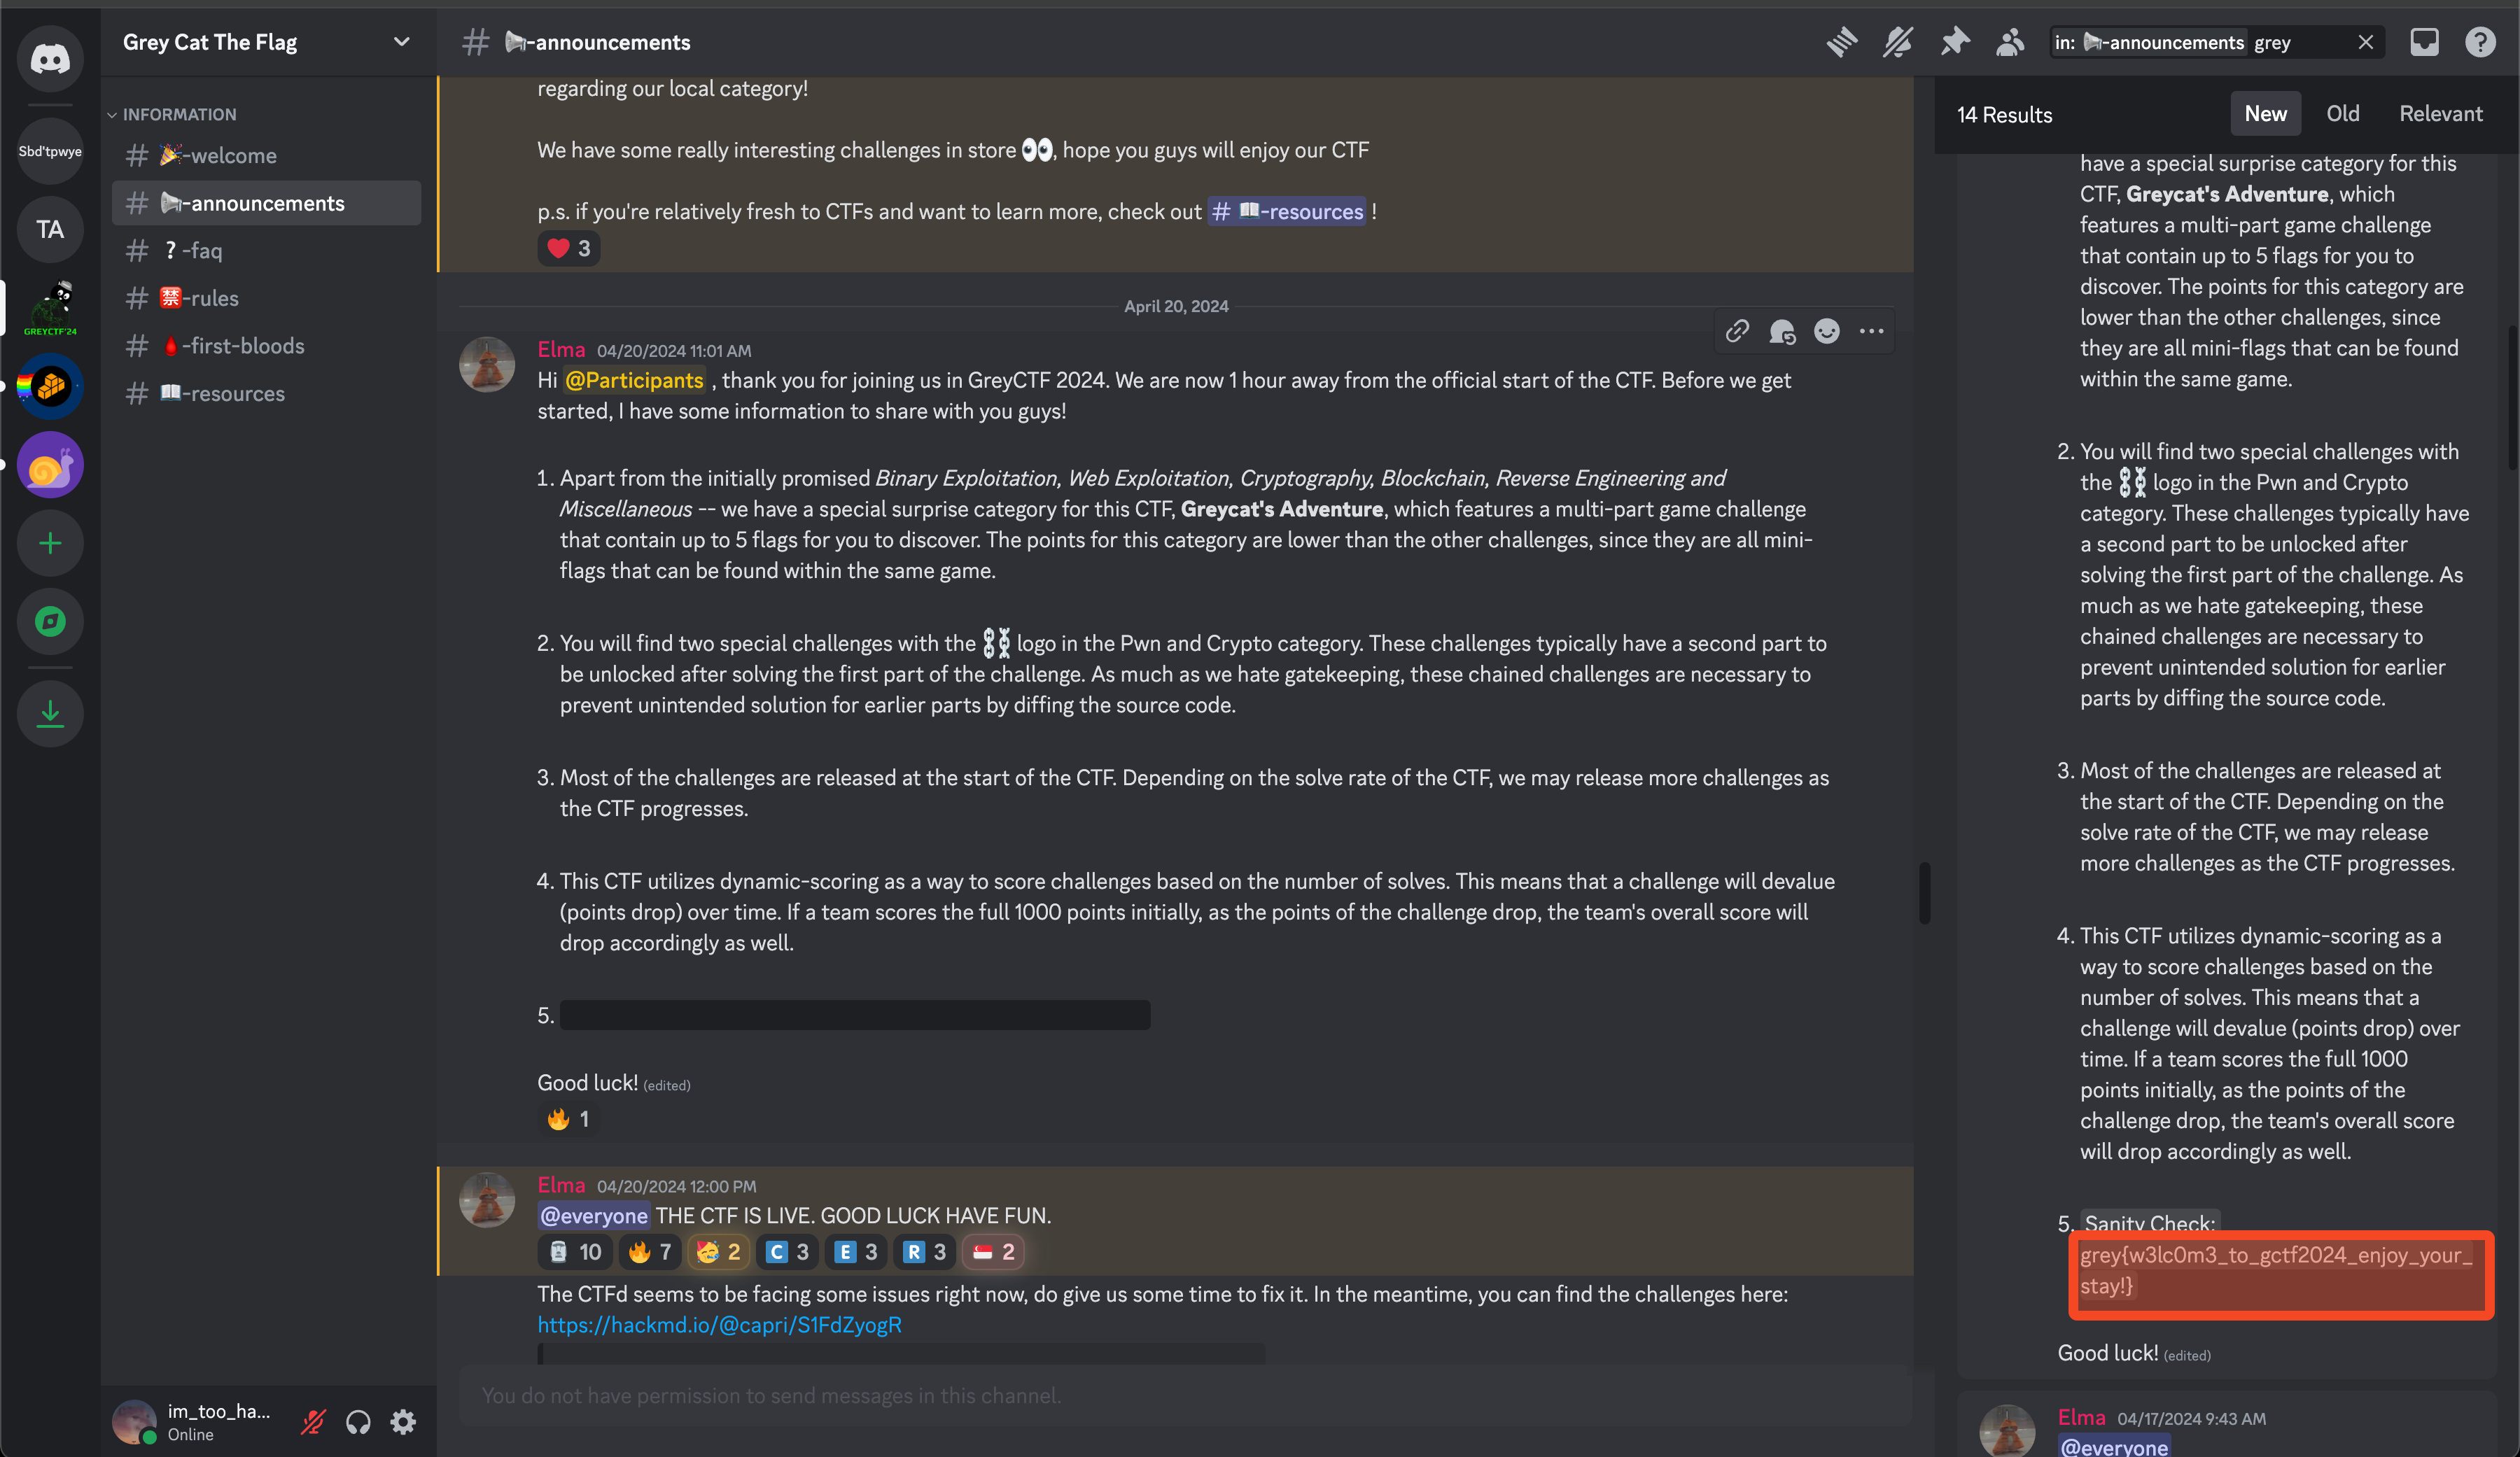 Grey Cat The Flag
Sbd'tpwye
TA
GREYCTF'24
INFORMATION
# 🎉-welcome
# 📢-announcements
# ❓-faq
# 🈲-rules
# 🩸-first-bloods
# 📖-resources
im_too_ha...
Online
# 📢-announcements
in: 📢-announcements grey
regarding our local category!
We have some really interesting challenges in store 👀, hope you guys will enjoy our CTF
p.s. if you're relatively fresh to CTFs and want to learn more, check out # 📖-resources !
❤️ 3
April 20, 2024
Elma 04/20/2024 11:01 AM
Hi @Participants , thank you for joining us in GreyCTF 2024. We are now 1 hour away from the official start of the CTF. Before we get
started, I have some information to share with you guys!
1. Apart from the initially promised Binary Exploitation, Web Exploitation, Cryptography, Blockchain, Reverse Engineering and
Miscellaneous -- we have a special surprise category for this CTF, Greycat's Adventure, which features a multi-part game challenge
that contain up to 5 flags for you to discover. The points for this category are lower than the other challenges, since they are all mini-
flags that can be found within the same game.
2. You will find two special challenges with the ⛓️ logo in the Pwn and Crypto category. These challenges typically have a second part to
be unlocked after solving the first part of the challenge. As much as we hate gatekeeping, these chained challenges are necessary to
prevent unintended solution for earlier parts by diffing the source code.
3. Most of the challenges are released at the start of the CTF. Depending on the solve rate of the CTF, we may release more challenges as
the CTF progresses.
4. This CTF utilizes dynamic-scoring as a way to score challenges based on the number of solves. This means that a challenge will devalue
(points drop) over time. If a team scores the full 1000 points initially, as the points of the challenge drop, the team's overall score will
drop accordingly as well.
5.
Good luck! (edited)
🔥 1
Elma 04/20/2024 12:00 PM
@everyone THE CTF IS LIVE. GOOD LUCK HAVE FUN.
🗿 10 🔥 7 🥳 2 C 3 E 3 R 3 🇸🇬 2
The CTFd seems to be facing some issues right now, do give us some time to fix it. In the meantime, you can find the challenges here:
https://hackmd.io/@capri/S1FdZyogR
You do not have permission to send messages in this channel.
14 Results
New Old Relevant
have a special surprise category for this
CTF, Greycat's Adventure, which
features a multi-part game challenge
that contain up to 5 flags for you to
discover. The points for this category are
lower than the other challenges, since
they are all mini-flags that can be found
within the same game.
2. You will find two special challenges with
the ⛓️ logo in the Pwn and Crypto
category. These challenges typically have
a second part to be unlocked after
solving the first part of the challenge. As
much as we hate gatekeeping, these
chained challenges are necessary to
prevent unintended solution for earlier
parts by diffing the source code.
3. Most of the challenges are released at
the start of the CTF. Depending on the
solve rate of the CTF, we may release
more challenges as the CTF progresses.
4. This CTF utilizes dynamic-scoring as a
way to score challenges based on the
number of solves. This means that a
challenge will devalue (points drop) over
time. If a team scores the full 1000
points initially, as the points of the
challenge drop, the team's overall score
will drop accordingly as well.
5. Sanity Check:
grey{w3lc0m3_to_gctf2024_enjoy_your_
stay!}
Good luck! (edited)
Elma 04/17/2024 9:43 AM
@everyone